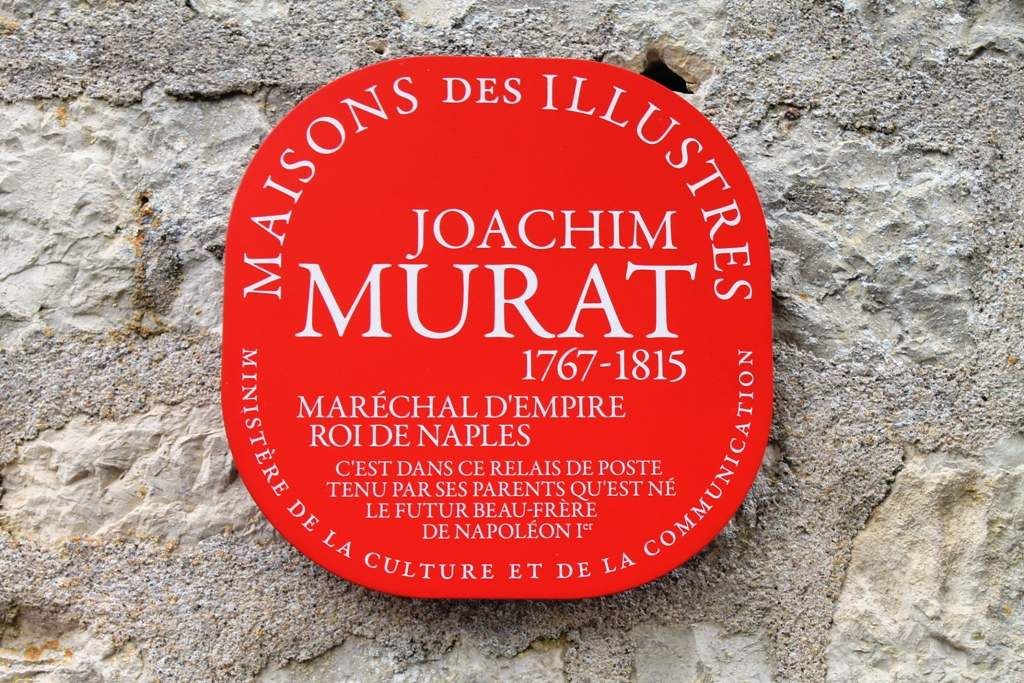 MAISONS DES ILLUSTRES
JOACHIM
MURAT
1767-1815
MARÉCHAL D'EMPIRE
ROI DE NAPLES
C'EST DANS CE RELAIS DE POSTE
TENU PAR SES PARENTS QU'EST NÉ
LE FUTUR BEAU-FRÈRE
DE NAPOLÉON Ier
MINISTÈRE DE LA CULTURE ET DE LA COMMUNICATION